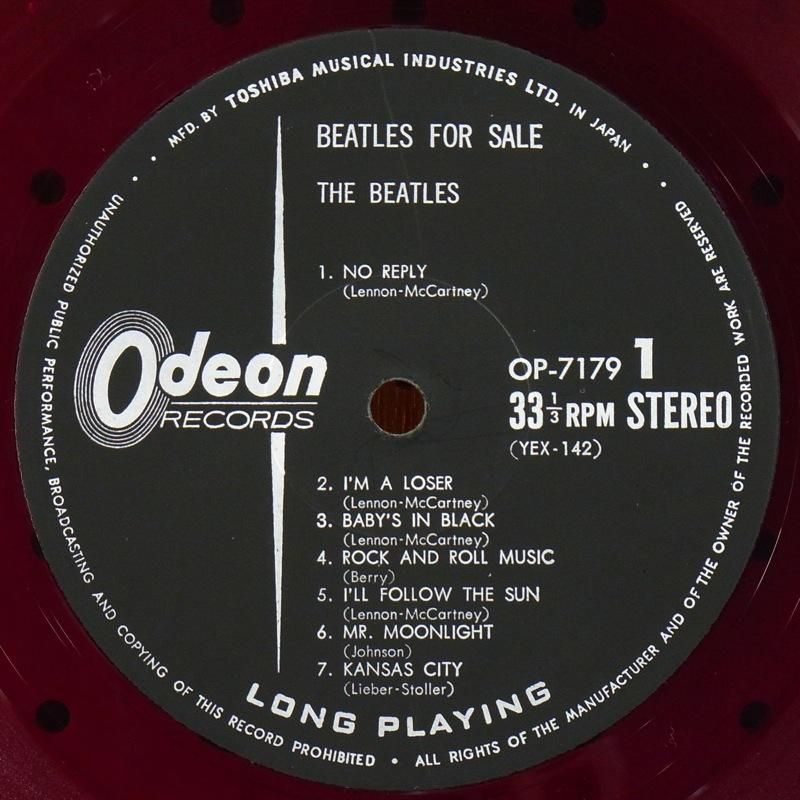 MFD. BY TOSHIBA MUSICAL INDUSTRIES LTD. IN JAPAN
BEATLES FOR SALE
THE BEATLES
1. NO REPLY
(Lennon-McCartney)
Odeon
RECORDS
OP-7179 1
33 1/3 RPM STEREO
(YEX-142)
2. I'M A LOSER
(Lennon-McCartney)
3. BABY'S IN BLACK
(Lennon-McCartney)
4. ROCK AND ROLL MUSIC
(Berry)
5. I'LL FOLLOW THE SUN
(Lennon-McCartney)
6. MR. MOONLIGHT
(Johnson)
7. KANSAS CITY
(Lieber-Stoller)
LONG PLAYING
UNAUTHORIZED PUBLIC PERFORMANCE, BROADCASTING AND COPYING OF THIS RECORD PROHIBITED • ALL RIGHTS OF THE MANUFACTURER AND OF THE OWNER OF THE RECORDED WORK ARE RESERVED